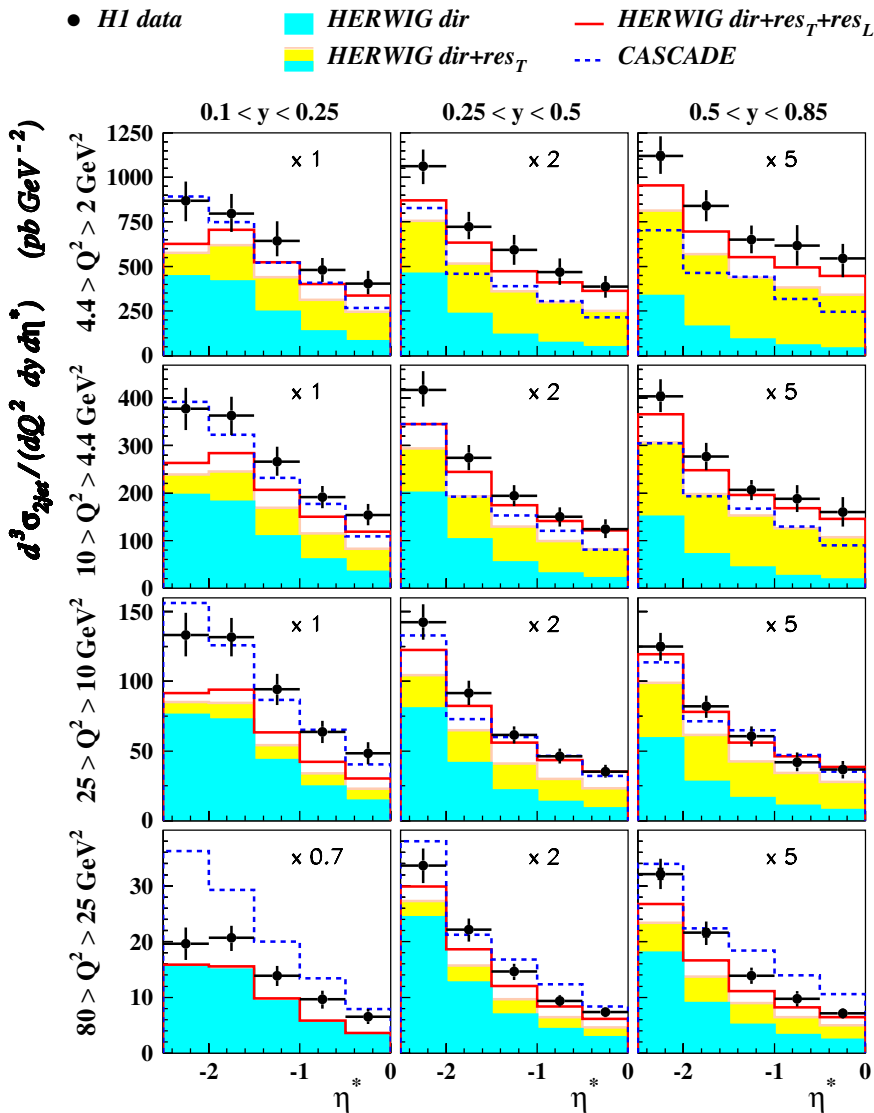 H1 data HERWIG dir HERWIG dir+res_T+res_L
HERWIG dir+res_T CASCADE
0.1 < y < 0.25 0.25 < y < 0.5 0.5 < y < 0.85
d³σ_2jet/(dQ² dy dη*) (pb GeV⁻²)
4.4 > Q² > 2 GeV²
1250
1000
750
500
250
0
x 1 x 2 x 5
10 > Q² > 4.4 GeV²
400
300
200
100
0
x 1 x 2 x 5
25 > Q² > 10 GeV²
150
100
50
0
x 1 x 2 x 5
80 > Q² > 25 GeV²
30
20
10
0
x 0.7 x 2 x 5
-2 -1 0 -2 -1 0 -2 -1 0
η* η* η*